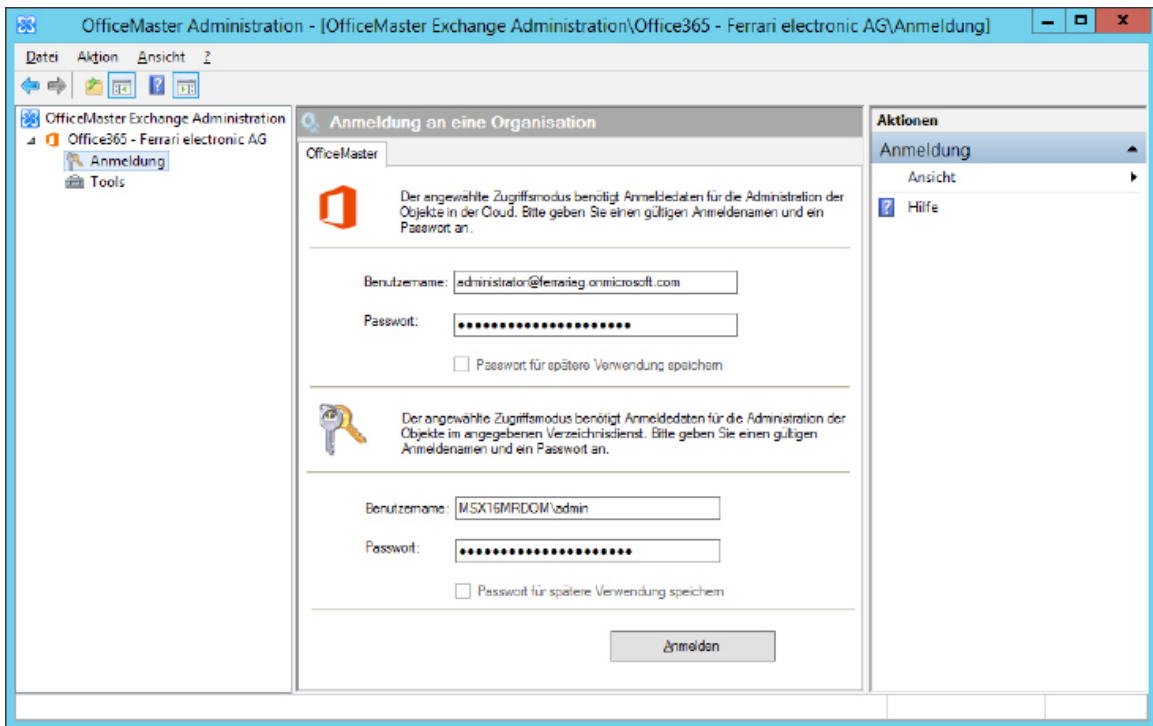 OfficeMaster Administration - [OfficeMaster Exchange Administration\Office365 - Ferrari electronic AG\Anmeldung]
Datei Aktion Ansicht ?
OfficeMaster Exchange Administration
Office365 - Ferrari electronic AG
Anmeldung
Tools
Anmeldung an eine Organisation
OfficeMaster
Der angewählte Zugriffsmodus benötigt Anmeldedaten für die Administration der
Objekte in der Cloud. Bitte geben Sie einen gültigen Anmeldenamen und ein
Passwort an.
Benutzername: administrator@ferrariag.onmicrosoft.com
Passwort: ●●●●●●●●●●●●●●●●●●●●●
Passwort für spätere Verwendung speichern
Der angewählte Zugriffsmodus benötigt Anmeldedaten für die Administration der
Objekte im angegebenen Verzeichnisdienst. Bitte geben Sie einen gültigen
Anmeldenamen und ein Passwort an.
Benutzername: MSX16MRDOM\admin
Passwort: ●●●●●●●●●●●●●●●●●●●●●
Passwort für spätere Verwendung speichern
Anmelden
Aktionen
Anmeldung
Ansicht
Hilfe